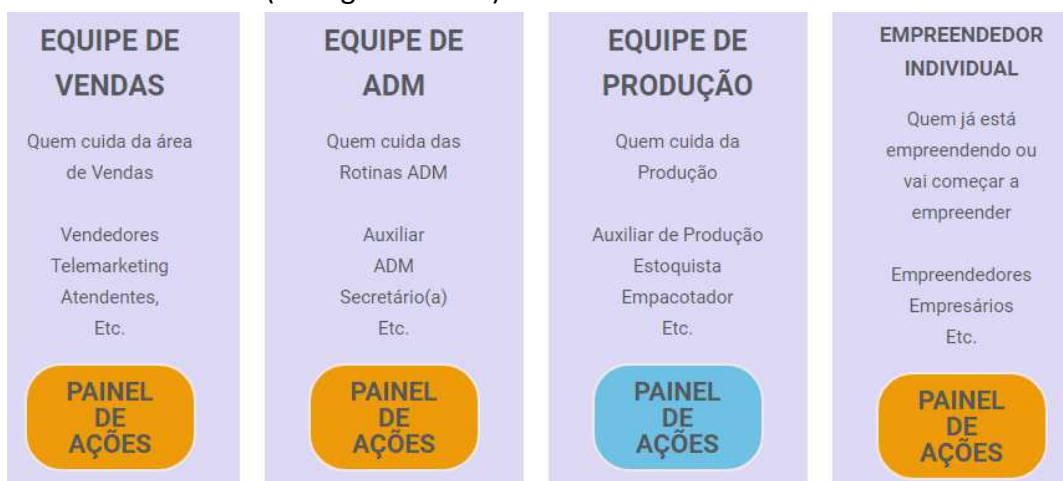 EQUIPE DE
VENDAS
Quem cuida da área
de Vendas
Vendedores
Telemarketing
Atendentes,
Etc.
PAINEL
DE
AÇÕES
EQUIPE DE
ADM
Quem cuida das
Rotinas ADM
Auxiliar
ADM
Secretário(a)
Etc.
PAINEL
DE
AÇÕES
EQUIPE DE
PRODUÇÃO
Quem cuida da
Produção
Auxiliar de Produção
Estoquista
Empacotador
Etc.
PAINEL
DE
AÇÕES
EMPREENDEDOR
INDIVIDUAL
Quem já está
empreendendo ou
vai começar a
empreender
Empreendedores
Empresários
Etc.
PAINEL
DE
AÇÕES